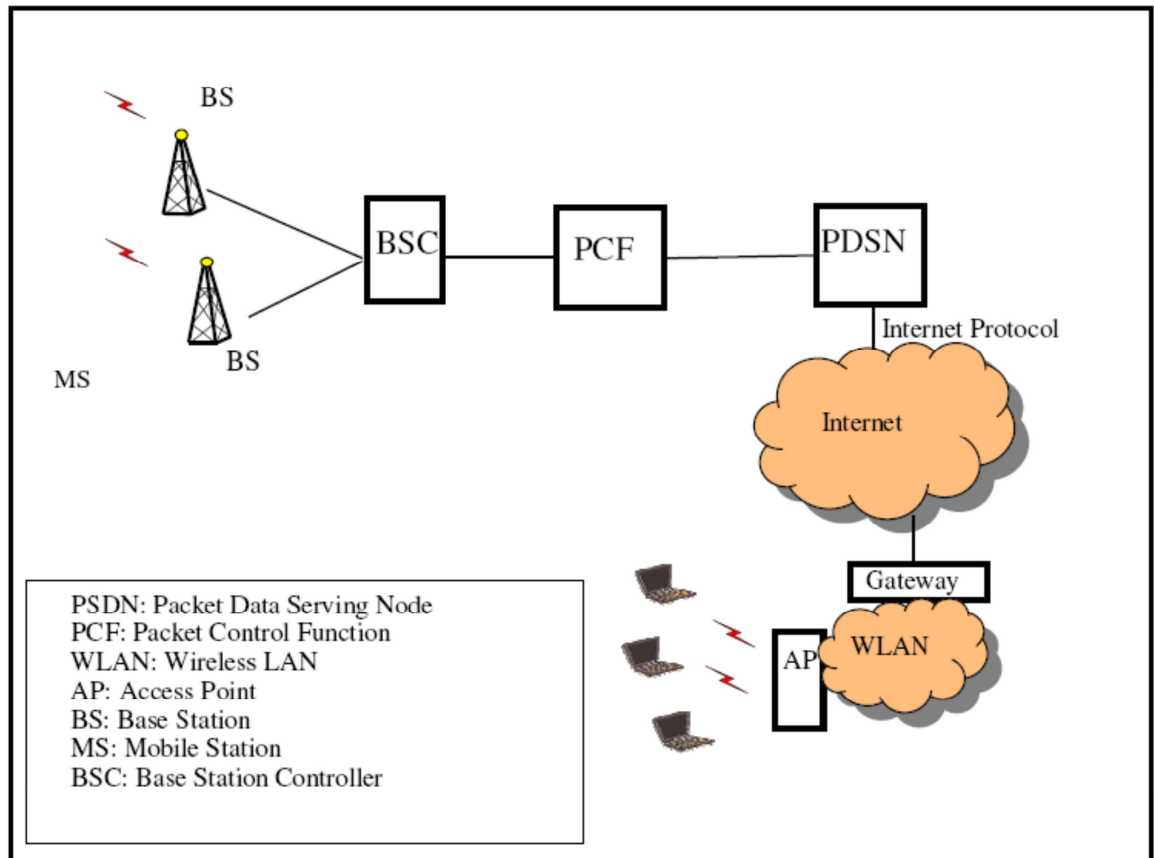 BS
BSC
PCF
PDSN
Internet Protocol
BS
MS
Internet
Gateway
AP
WLAN
PSDN: Packet Data Serving Node
PCF: Packet Control Function
WLAN: Wireless LAN
AP: Access Point
BS: Base Station
MS: Mobile Station
BSC: Base Station Controller